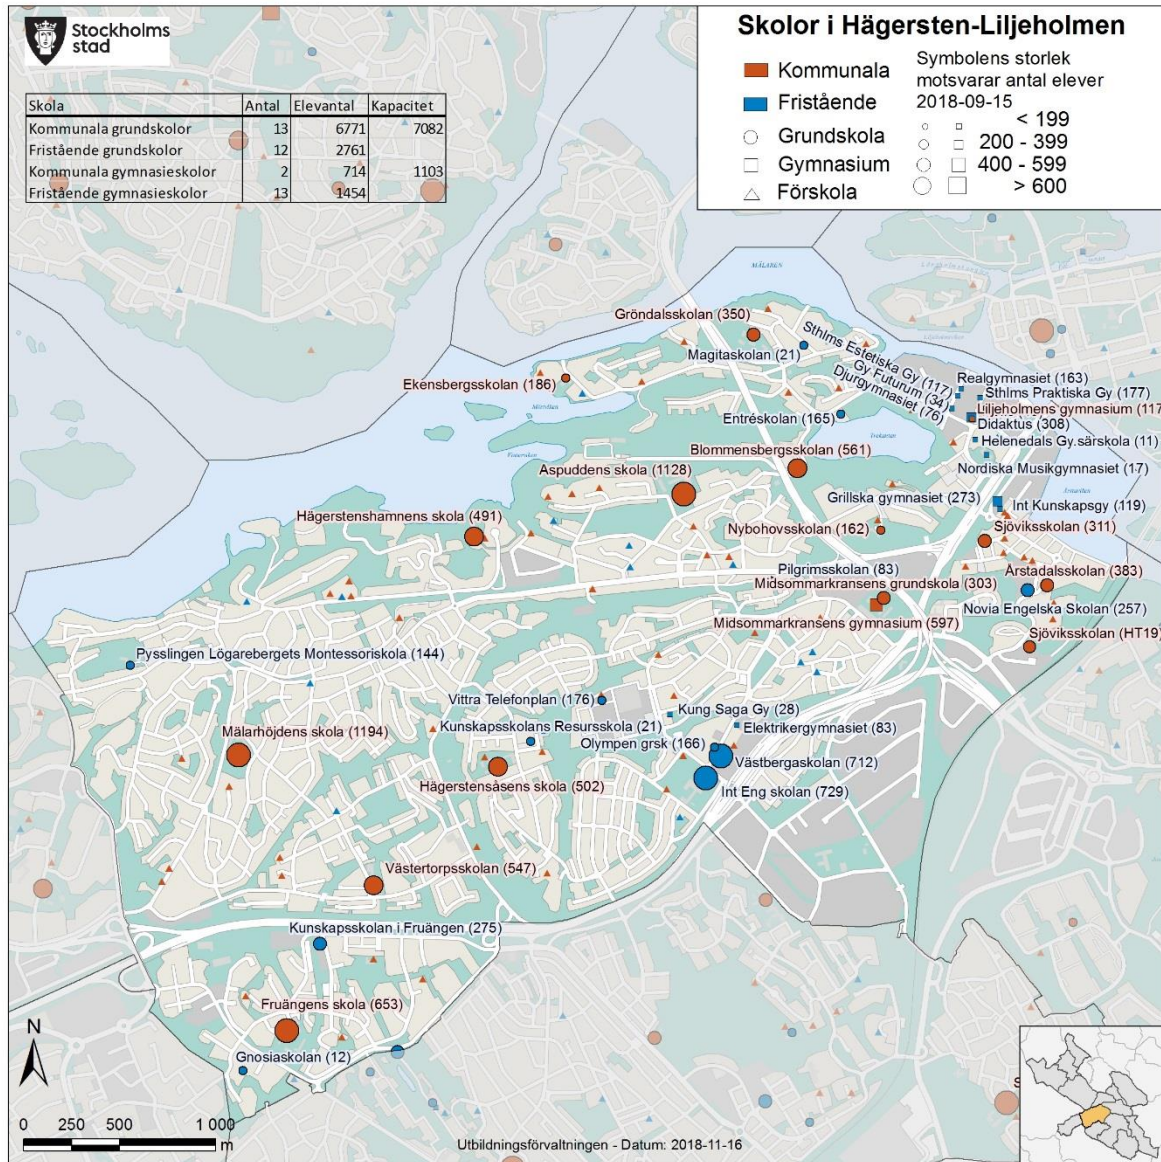 Stockholms
stad
Skolor i Hägersten-Liljeholmen
Kommunala
Fristående
Grundskola
Gymnasium
Förskola
Symbolens storlek
motsvarar antal elever
2018-09-15
< 199
200 - 399
400 - 599
> 600
Skola Antal Elevantal Kapacitet
Kommunala grundskolor 13 6771 7082
Fristående grundskolor 12 2761
Kommunala gymnasieskolor 2 714 1103
Fristående gymnasieskolor 13 1454
MÄLAREN
Gröndalsskolan (350)
Magitaskolan (21)
Sthlms Estetiska Gy (117)
Gy Futurum (34)
Djurgymnasiet (76)
Ekensbergsskolan (186)
Realgymnasiet (163)
Sthlms Praktiska Gy (177)
Liljeholmens gymnasium (117
Didaktus (308)
Entréskolan (165)
Helenedals Gy.särskola (11)
Blommensbergsskolan (561)
Nordiska Musikgymnasiet (17)
Aspuddens skola (1128)
Grillska gymnasiet (273)
Int Kunskapsgy (119)
Hägerstenshamnens skola (491)
Nybohovsskolan (162)
Sjöviksskolan (311)
Pilgrimsskolan (83)
Årstadalsskolan (383)
Midsommarkransens grundskola (303)
Novia Engelska Skolan (257)
Midsommarkransens gymnasium (597)
Sjöviksskolan (HT19)
Pysslingen Lögarebergets Montessoriskola (144)
Vittra Telefonplan (176)
Kung Saga Gy (28)
Kunskapsskolans Resursskola (21)
Elektrikergymnasiet (83)
Mälarhöjdens skola (1194)
Olympen grsk (166)
Västbergaskolan (712)
Hägerstensåsens skola (502)
Int Eng skolan (729)
Västertorpsskolan (547)
Kunskapsskolan i Fruängen (275)
Fruängens skola (653)
Gnosiaskolan (12)
N
0 250 500 1 000
m
Utbildningsförvaltningen - Datum: 2018-11-16